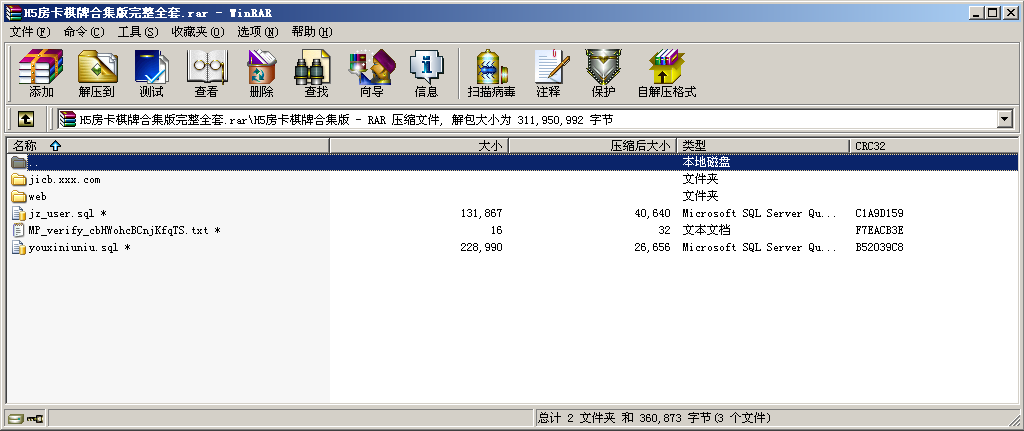 H5房卡棋牌合集版完整全套.rar - WinRAR
文件(F) 命令(C) 工具(S) 收藏夹(O) 选项(N) 帮助(H)
添加 解压到 测试 查看 删除 查找 向导 信息 扫描病毒 注释 保护 自解压格式
H5房卡棋牌合集版完整全套.rar\H5房卡棋牌合集版 - RAR 压缩文件, 解包大小为 311,950,992 字节
名称 大小 压缩后大小 类型 CRC32
.. 本地磁盘
jicb.xxx.com 文件夹
web 文件夹
jz_user.sql * 131,867 40,640 Microsoft SQL Server Qu... C1A9D159
MP_verify_cbHWohcBCnjKfqTS.txt * 16 32 文本文档 F7EACB3E
youxiniuniu.sql * 228,990 26,656 Microsoft SQL Server Qu... B52039C8
总计 2 文件夹 和 360,873 字节(3 个文件)